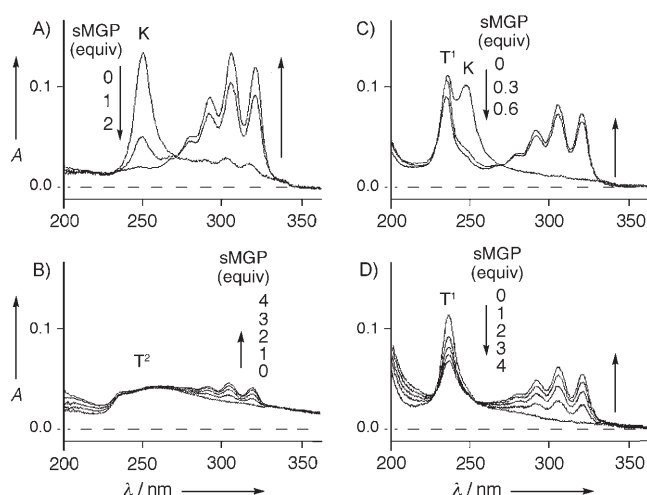 A)
sMGP
(equiv)
K
0
1
2
A
0.1
0.0
200
250
300
350
C)
T¹
K
sMGP
(equiv)
0
0.3
0.6
0.1
0.0
200
250
300
350
B)
sMGP
(equiv)
4
3
2
1
0
T²
A
0.1
0.0
200
250
300
350
λ / nm
D)
T¹
sMGP
(equiv)
0
1
2
3
4
0.1
0.0
200
250
300
350
λ / nm